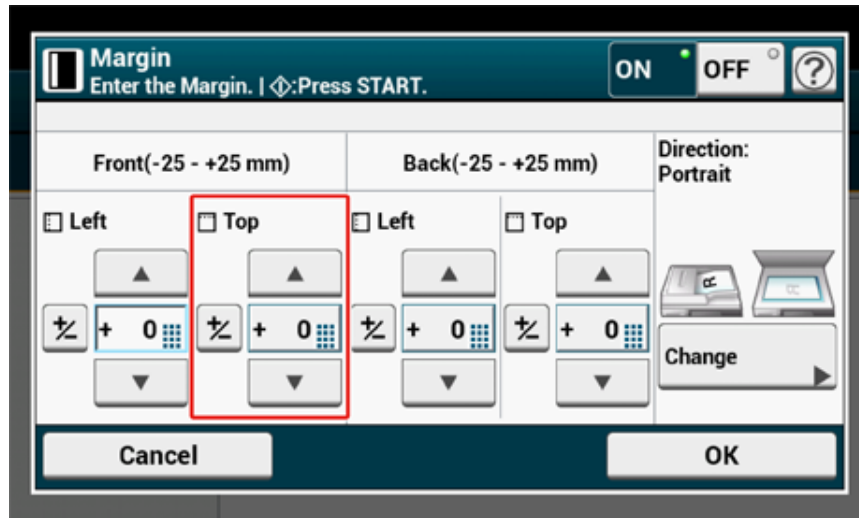 Margin
ON
OFF
?
Enter the Margin. | :Press START.
Front(-25 - +25 mm)
Back(-25 - +25 mm)
Direction:
Portrait
Left
Top
Left
Top
+/- + 0
+/- + 0
+/- + 0
+/- + 0
Change
Cancel
OK